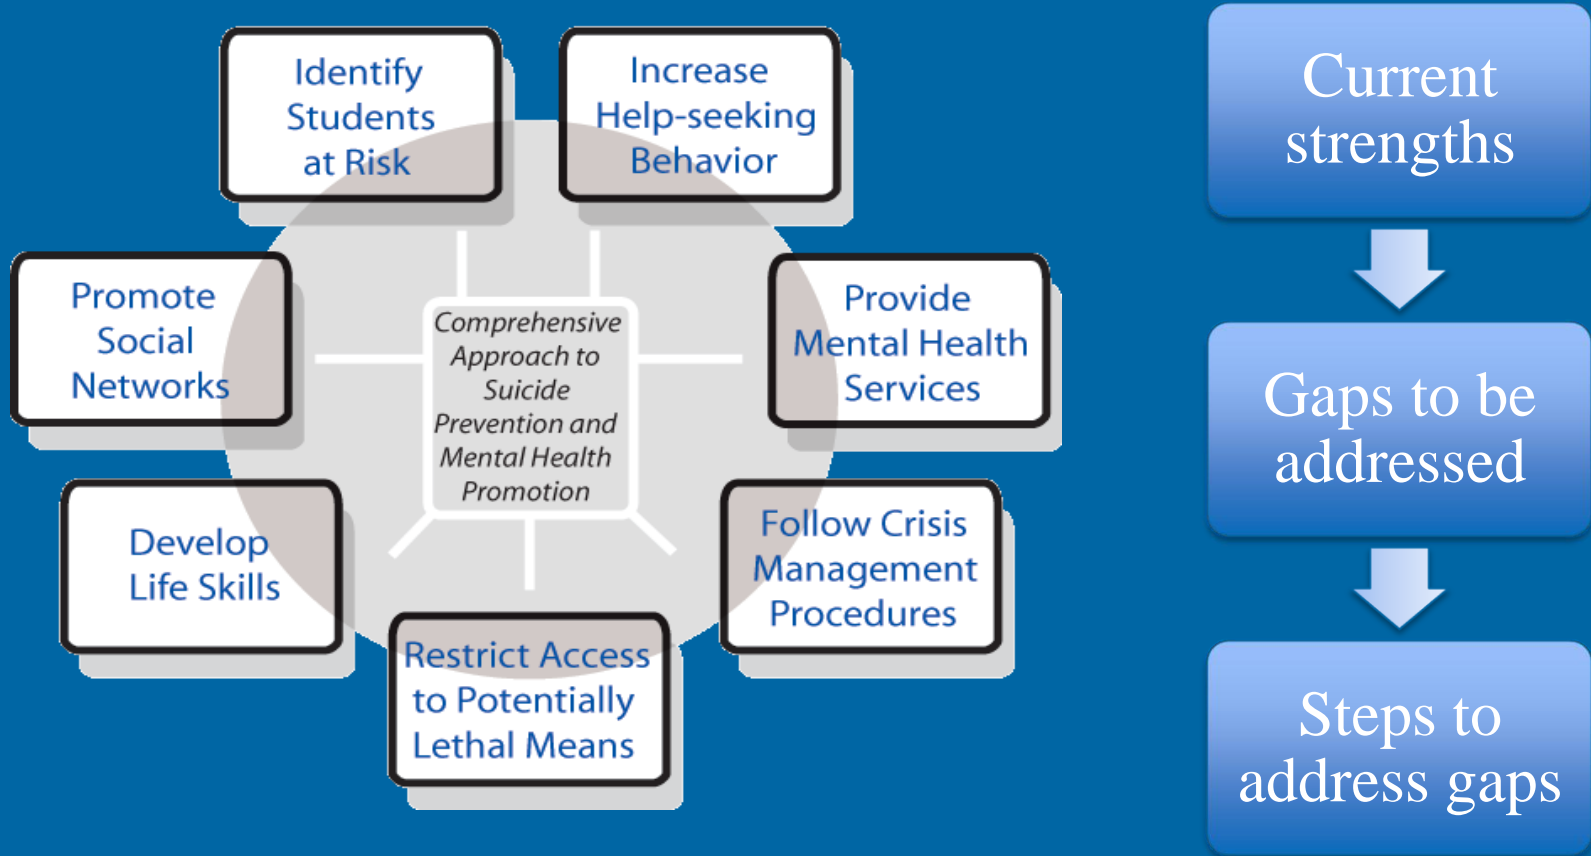 Identify
Students
at Risk
Increase
Help-seeking
Behavior
Promote
Social
Networks
Comprehensive
Approach to
Suicide
Prevention and
Mental Health
Promotion
Provide
Mental Health
Services
Develop
Life Skills
Restrict Access
to Potentially
Lethal Means
Follow Crisis
Management
Procedures
Current
strengths
Gaps to be
addressed
Steps to
address gaps